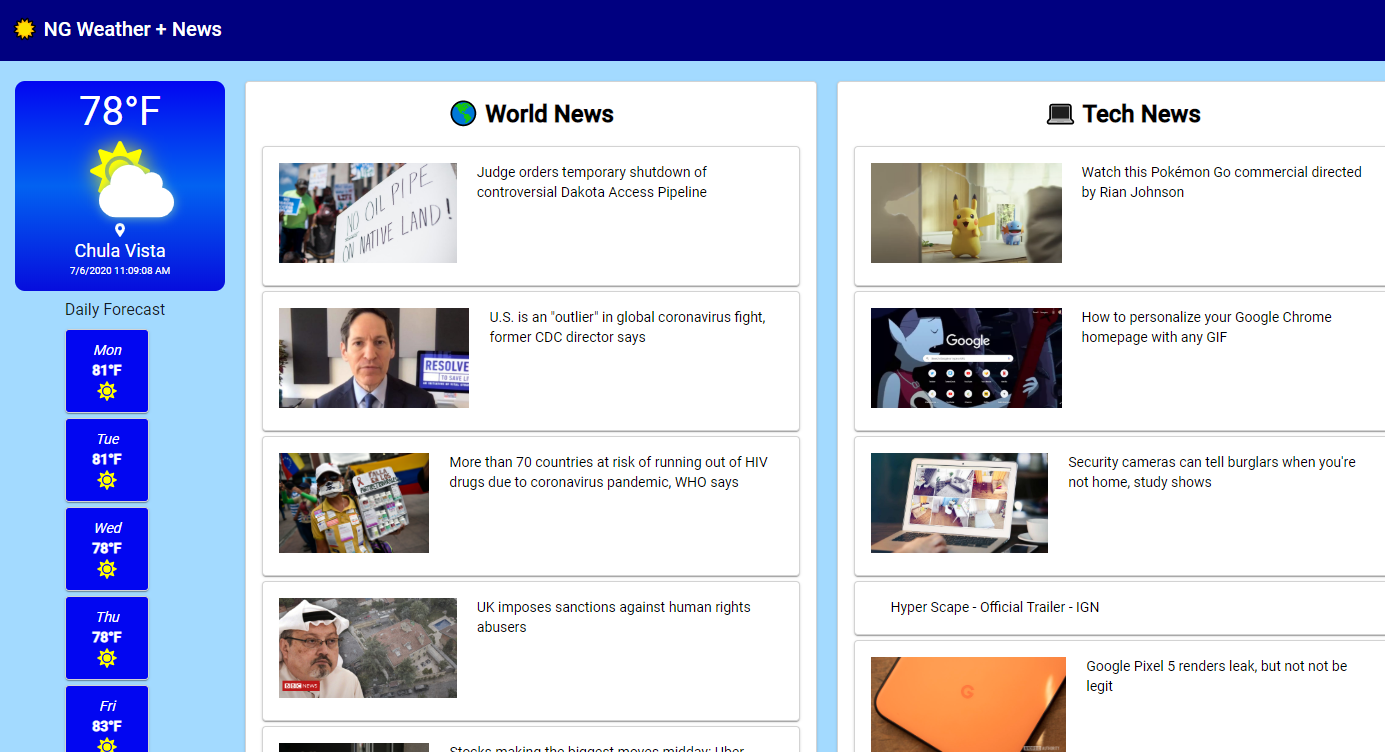 NG Weather + News
78°F
Chula Vista
7/6/2020 11:09:08 AM
Daily Forecast
Mon
81°F
Tue
81°F
Wed
78°F
Thu
78°F
Fri
83°F
World News
NO OIL PIPE
ON NATIVE LAND!
Judge orders temporary shutdown of
controversial Dakota Access Pipeline
RESOLVE
TO SAVE
U.S. is an "outlier" in global coronavirus fight,
former CDC director says
More than 70 countries at risk of running out of HIV
drugs due to coronavirus pandemic, WHO says
BBC NEWS
UK imposes sanctions against human rights
abusers
Stocks making the biggest moves midday: Uber,
Tech News
Watch this Pokémon Go commercial directed
by Rian Johnson
Google
How to personalize your Google Chrome
homepage with any GIF
Security cameras can tell burglars when you're
not home, study shows
Hyper Scape - Official Trailer - IGN
G
Google Pixel 5 renders leak, but not not be
legit